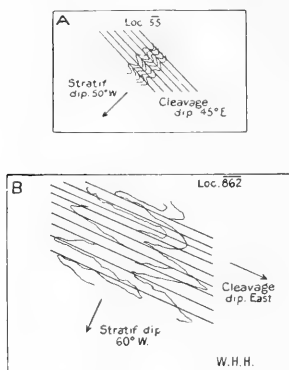 A
Loc. 55
Stratif
dip. 50° W.
Cleavage
dip 45° E
B
Loc. 862
Cleavage
dip. East
Stratif dip
60° W.
W.H.H.